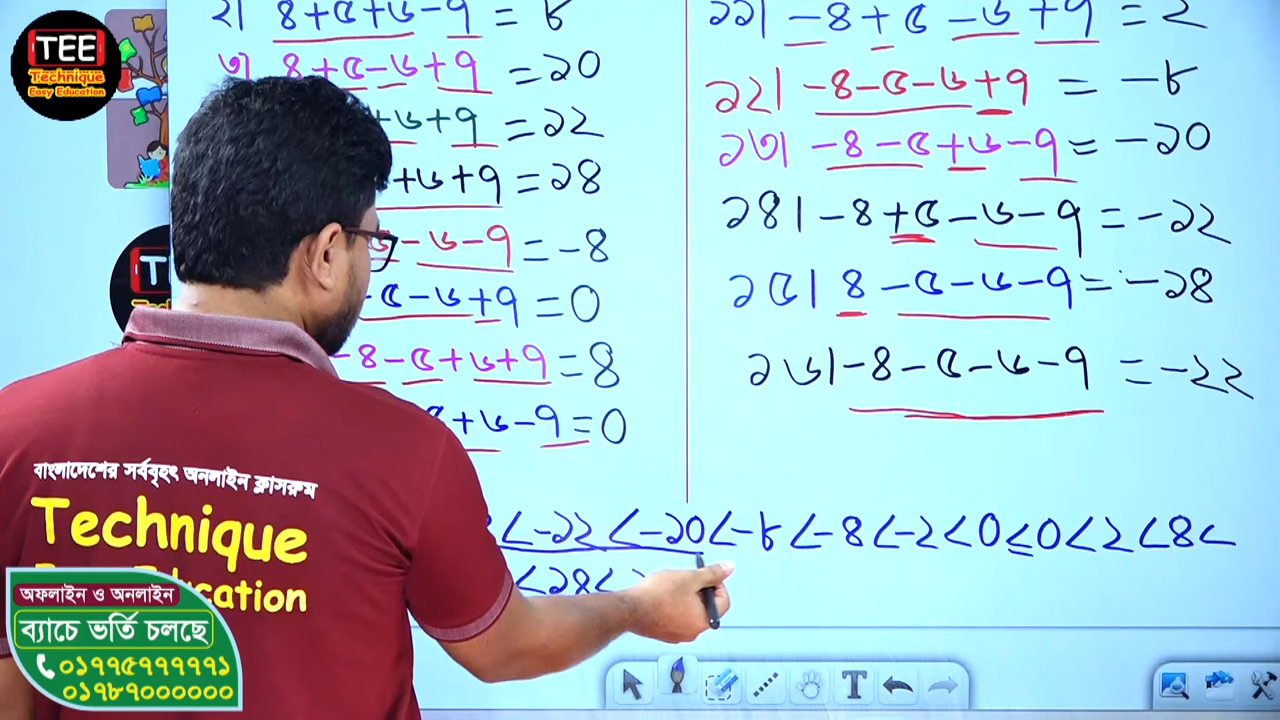 TEE
Technique
Easy Education
২। ৪+৫+৬-৭ = ৮
৩। ৪+৫-৬+৭ = ১০
+৭ = ১২
+৬+৭ = ১৪
-৬-৭ = -৪
-৫-৬+৭ = ০
-৪-৫+৬+৭ = ৪
+৬-৭ = ০
১১। -৪+৫-৬+৭ = ২
১২। -৪-৫-৬+৭ = -৮
১৩। -৪-৫+৬-৭ = -১০
১৪। -৪+৫-৬-৭ = -১২
১৫। ৪-৫-৬-৭ = -১৪
১৬। -৪-৫-৬-৭ = -২২
<-১২<-১০<-৮<-৪<-২<০≤০<২<৪<
<১৪<
বাংলাদেশের সর্ববৃহৎ অনলাইন ক্লাসরুম
Technique
Education
অফলাইন ও অনলাইন
ব্যাচে ভর্তি চলছে
০১৭৭৫৭৭৭৭৭১
০১৭৮৭০০০০০০
T